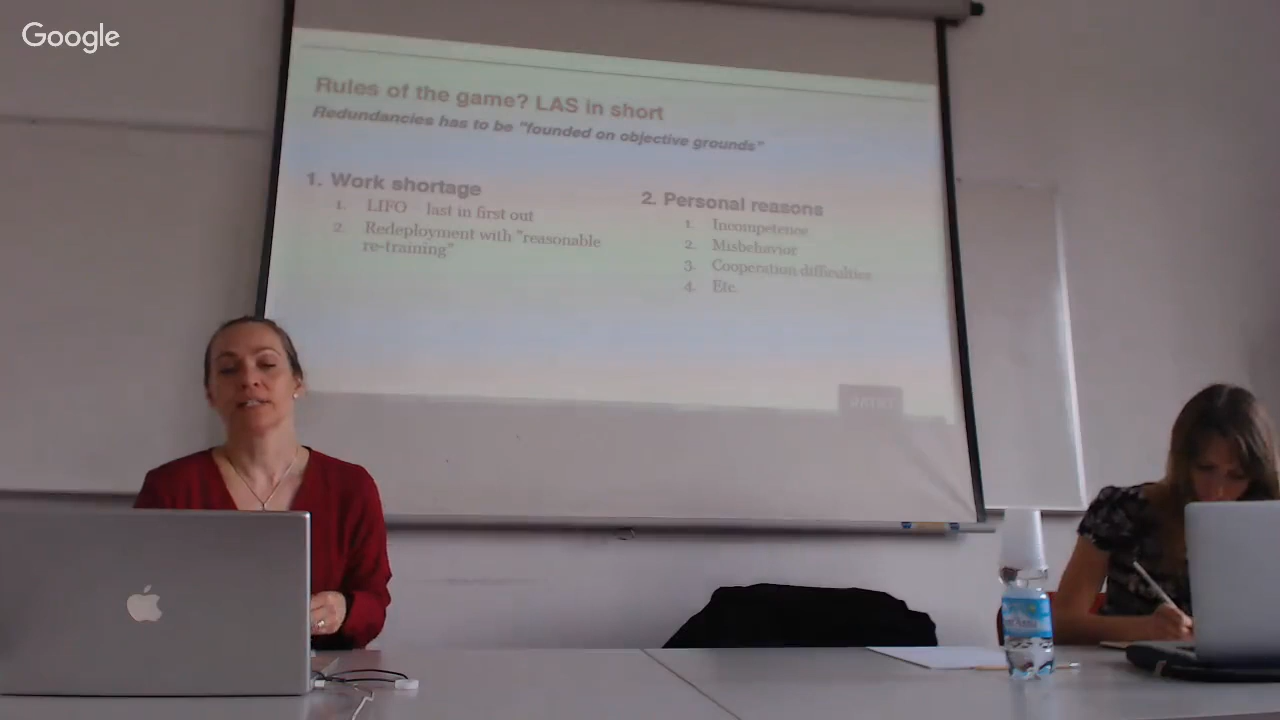 Google
Rules of the game? LAS in short
Redundancies has to be "founded on objective grounds"
1. Work shortage
1. LIFO last in first out
2. Redeployment with "reasonable
re-training"
2. Personal reasons
1. Incompetence
2. Misbehavior
3. Cooperation difficulties
4. Etc.